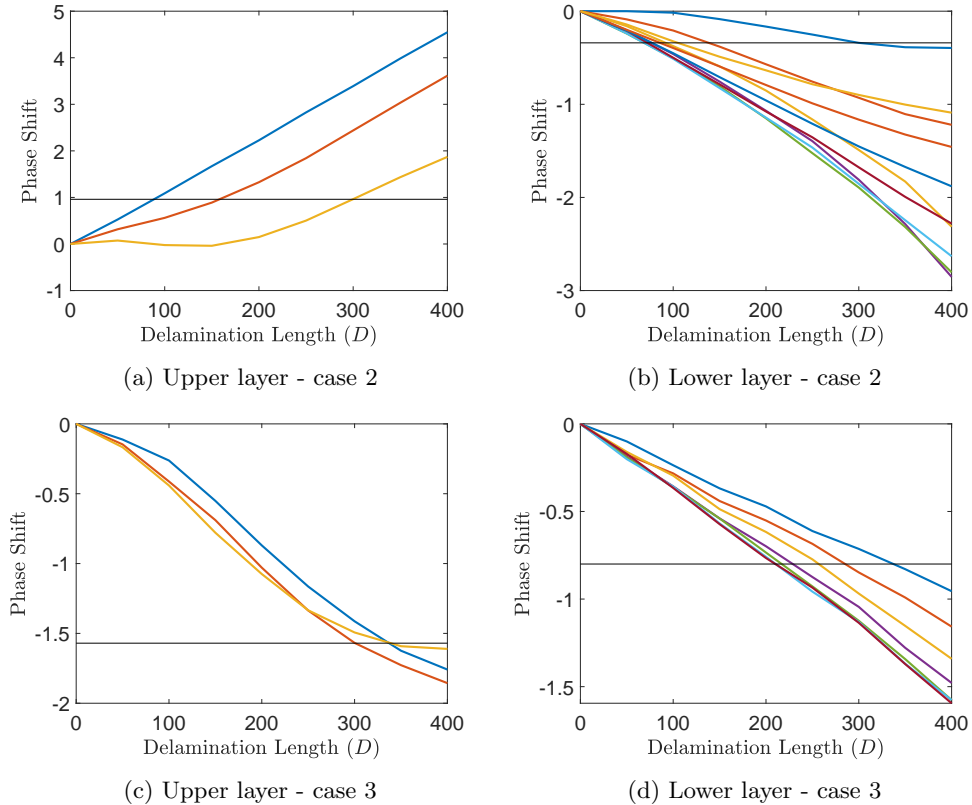 5
4
3
2
1
0
-1
Phase Shift
0 100 200 300 400
Delamination Length (D)
(a) Upper layer - case 2
0
-1
-2
-3
Phase Shift
0 100 200 300 400
Delamination Length (D)
(b) Lower layer - case 2
0
-0.5
-1
-1.5
-2
Phase Shift
0 100 200 300 400
Delamination Length (D)
(c) Upper layer - case 3
0
-0.5
-1
-1.5
Phase Shift
0 100 200 300 400
Delamination Length (D)
(d) Lower layer - case 3